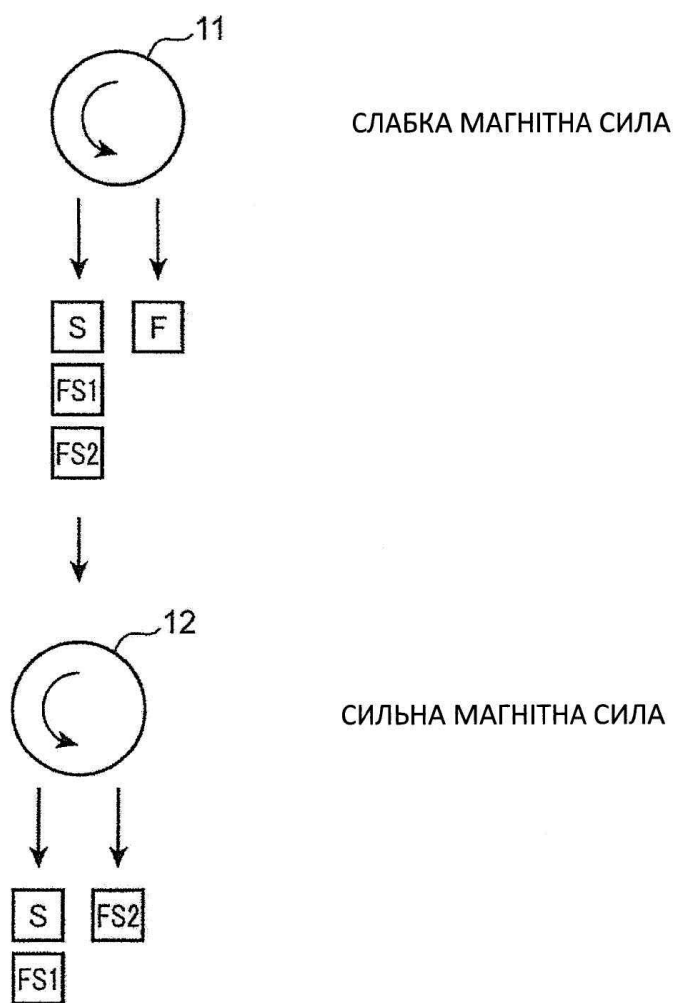 11
СЛАБКА МАГНІТНА СИЛА
S F
FS1
FS2
12
СИЛЬНА МАГНІТНА СИЛА
S FS2
FS1